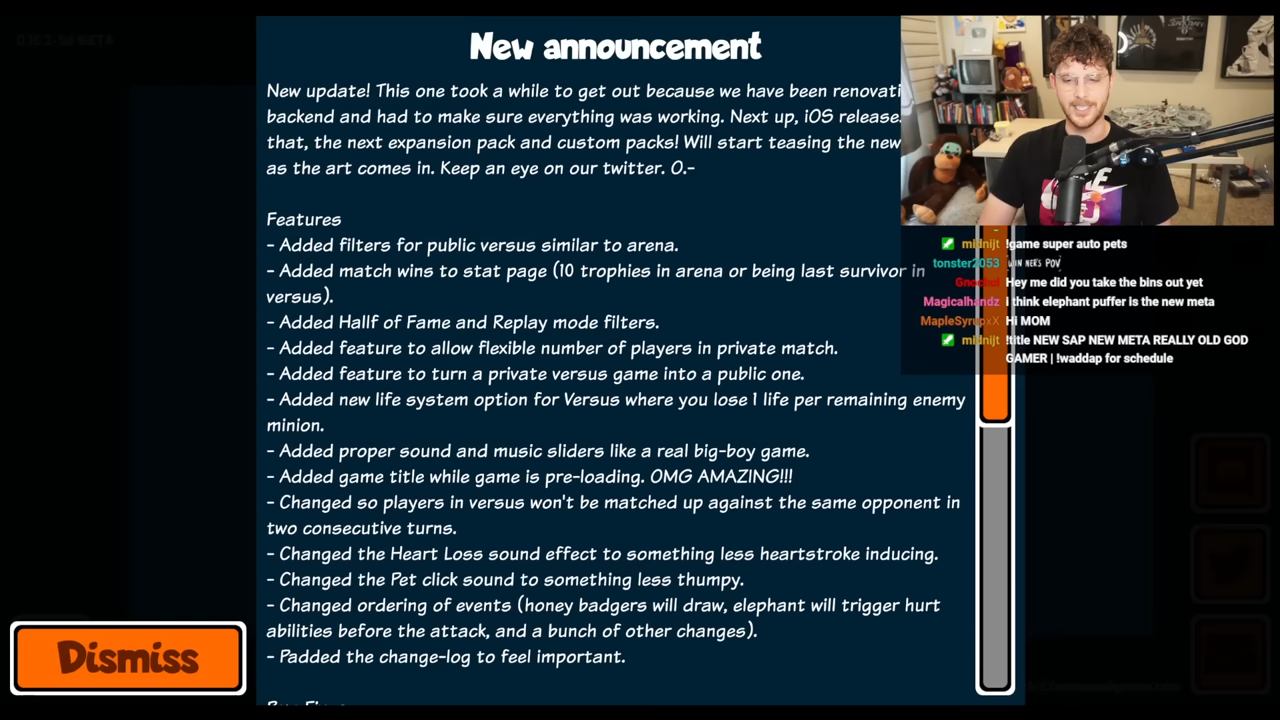 New announcement
New update! This one took a while to get out because we have been renovati
backend and had to make sure everything was working. Next up, iOS release.
that, the next expansion pack and custom packs! Will start teasing the new
as the art comes in. Keep an eye on our twitter. O.-
Features
- Added filters for public versus similar to arena.
- Added match wins to stat page (10 trophies in arena or being last survivor in
versus).
- Added Hallf of Fame and Replay mode filters.
- Added feature to allow flexible number of players in private match.
- Added feature to turn a private versus game into a public one.
- Added new life system option for Versus where you lose 1 life per remaining enemy
minion.
- Added proper sound and music sliders like a real big-boy game.
- Added game title while game is pre-loading. OMG AMAZING!!!
- Changed so players in versus won't be matched up against the same opponent in
two consecutive turns.
- Changed the Heart Loss sound effect to something less heartstroke inducing.
- Changed the Pet click sound to something less thumpy.
- Changed ordering of events (honey badgers will draw, elephant will trigger hurt
abilities before the attack, and a bunch of other changes).
- Padded the change-log to feel important.
Dismiss
midnijt !game super auto pets
tonster2053 WINNER'S POV
Hey me did you take the bins out yet
Magicalhandz i think elephant puffer is the new meta
MapleSyrupxX Hi MOM
midnijt !title NEW SAP NEW META REALLY OLD GOD
GAMER | !waddap for schedule